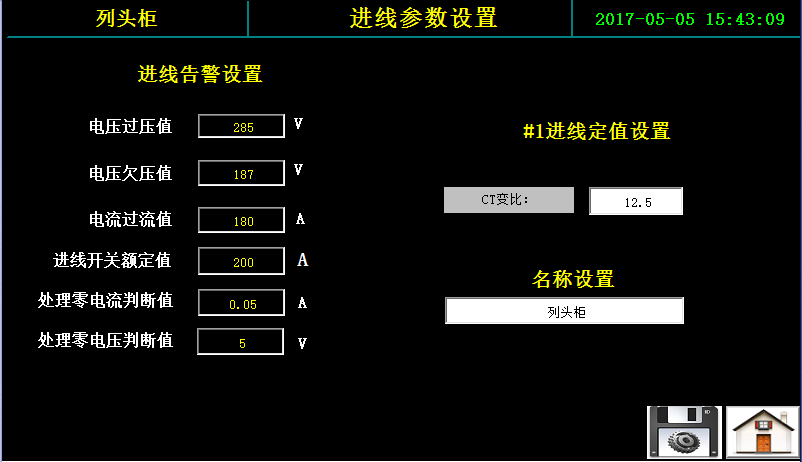 列头柜 进线参数设置 2017-05-05 15:43:09
进线告警设置
电压过压值 285 V
电压欠压值 187 V
电流过流值 180 A
进线开关额定值 200 A
处理零电流判断值 0.05 A
处理零电压判断值 5 V
#1进线定值设置
CT变比: 12.5
名称设置
列头柜